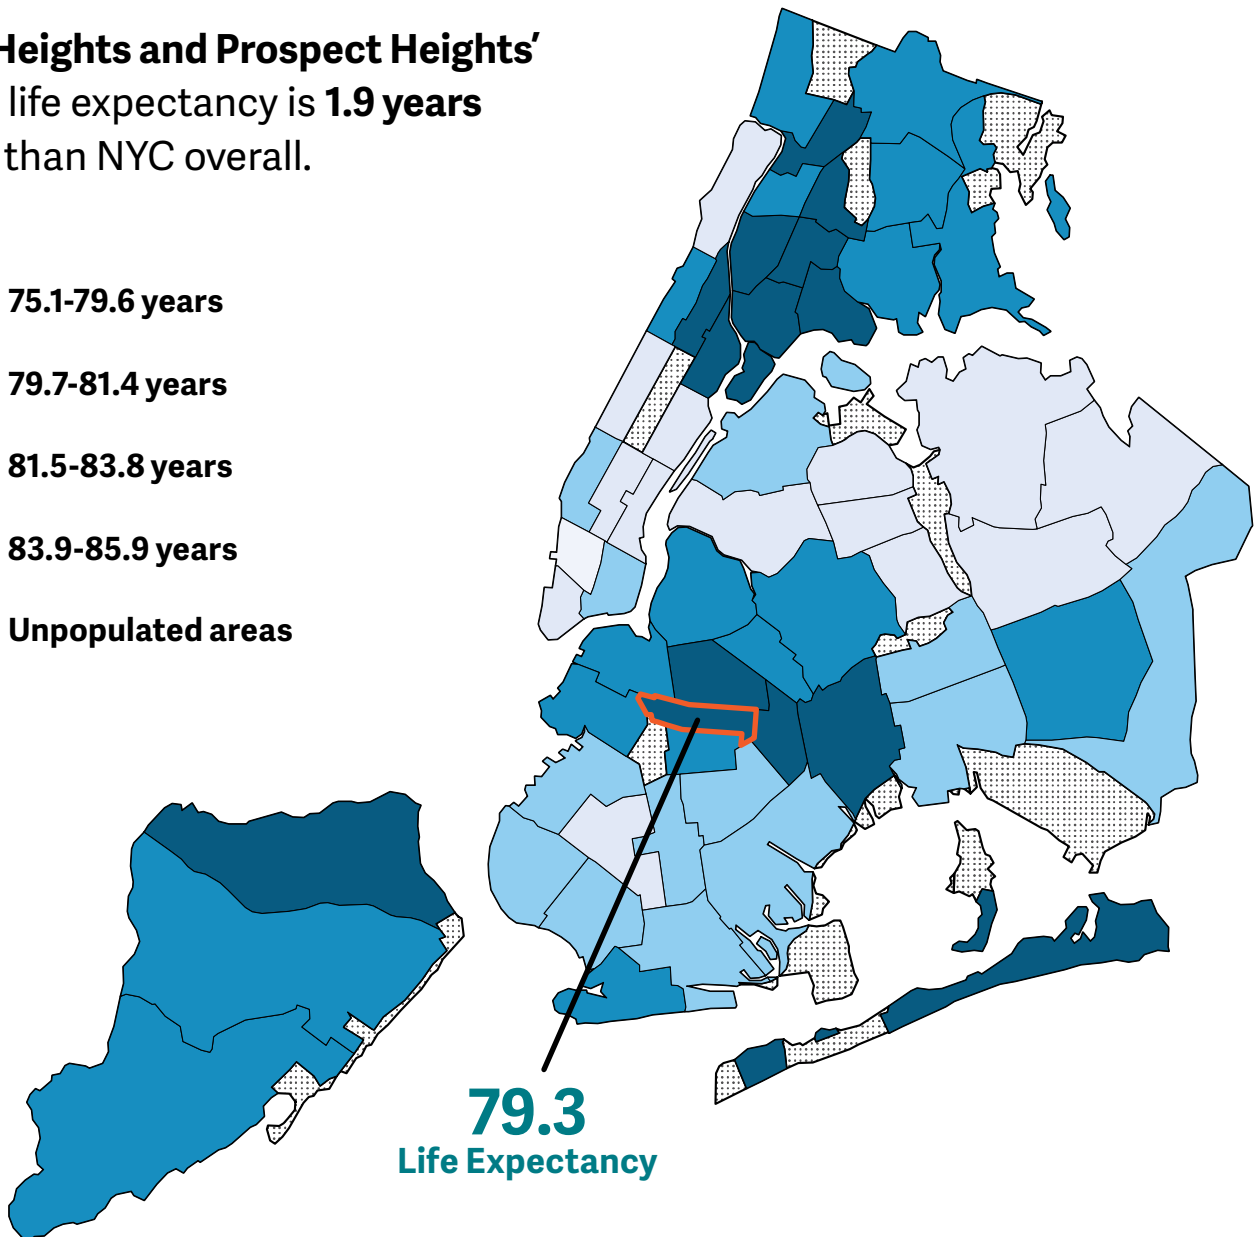 Heights and Prospect Heights’
life expectancy is 1.9 years
than NYC overall.
75.1-79.6 years
79.7-81.4 years
81.5-83.8 years
83.9-85.9 years
Unpopulated areas
79.3
Life Expectancy